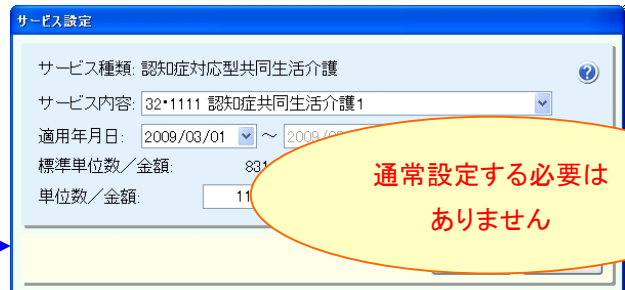 サービス設定
サービス種類: 認知症対応型共同生活介護
サービス内容: 32•1111 認知症共同生活介護1
適用年月日: 2009/03/01 ~
標準単位数/金額: 831
単位数/金額: 11
通常設定する必要は
ありません